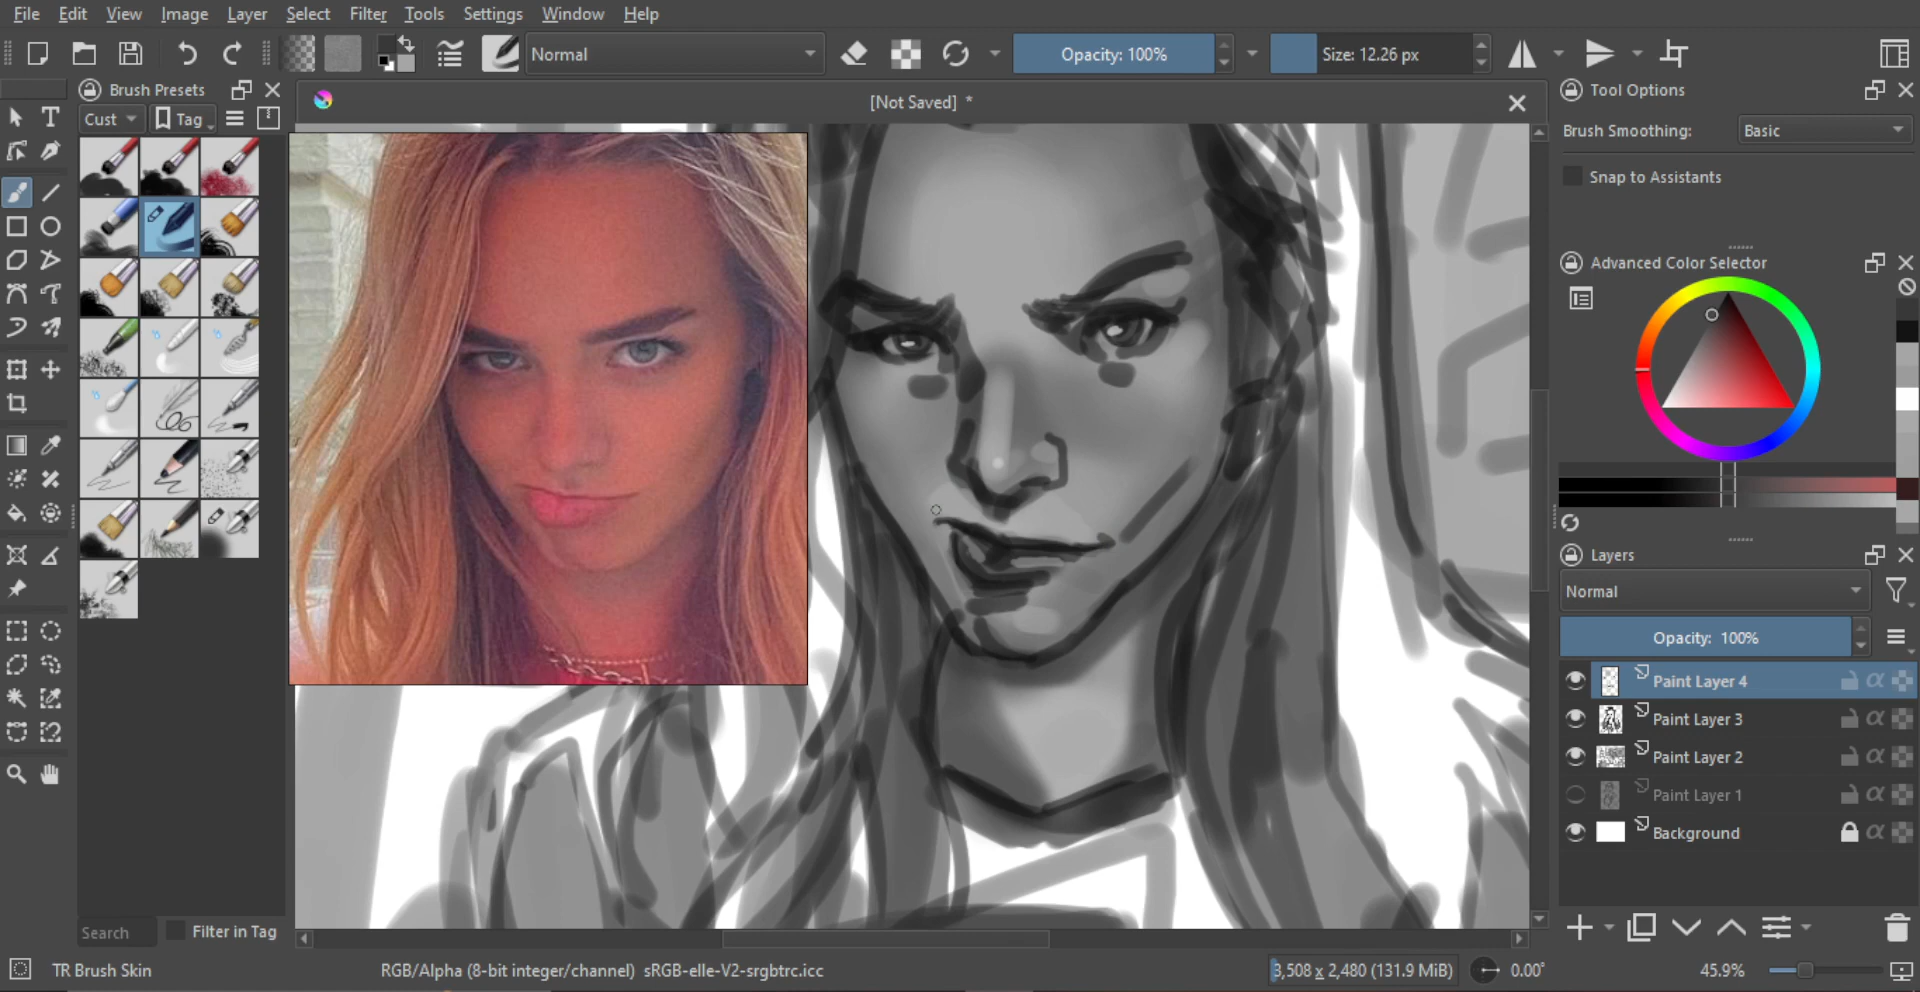 File Edit View Image Layer Select Filter Tools Settings Window Help
Normal Opacity: 100% Size: 12.26 px
Brush Presets
Cust Tag
[Not Saved] *
Tool Options
Brush Smoothing: Basic
Snap to Assistants
Advanced Color Selector
Layers
Normal
Opacity: 100%
Paint Layer 4
Paint Layer 3
Paint Layer 2
Paint Layer 1
Background
Search Filter in Tag
TR Brush Skin RGB/Alpha (8-bit integer/channel) sRGB-elle-V2-srgbtrc.icc 3,508 x 2,480 (131.9 MiB) 0.00° 45.9%